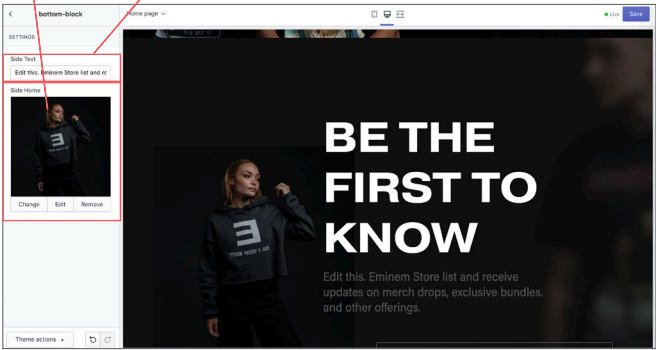 bottom-block
Home page
Live
Save
SETTINGS
Side Text
Edit this. Eminem Store list and re
Side Home
Change Edit Remove
Theme actions
BE THE
FIRST TO
KNOW
Edit this. Eminem Store list and receive
updates on merch drops, exclusive bundles.
and other offerings.